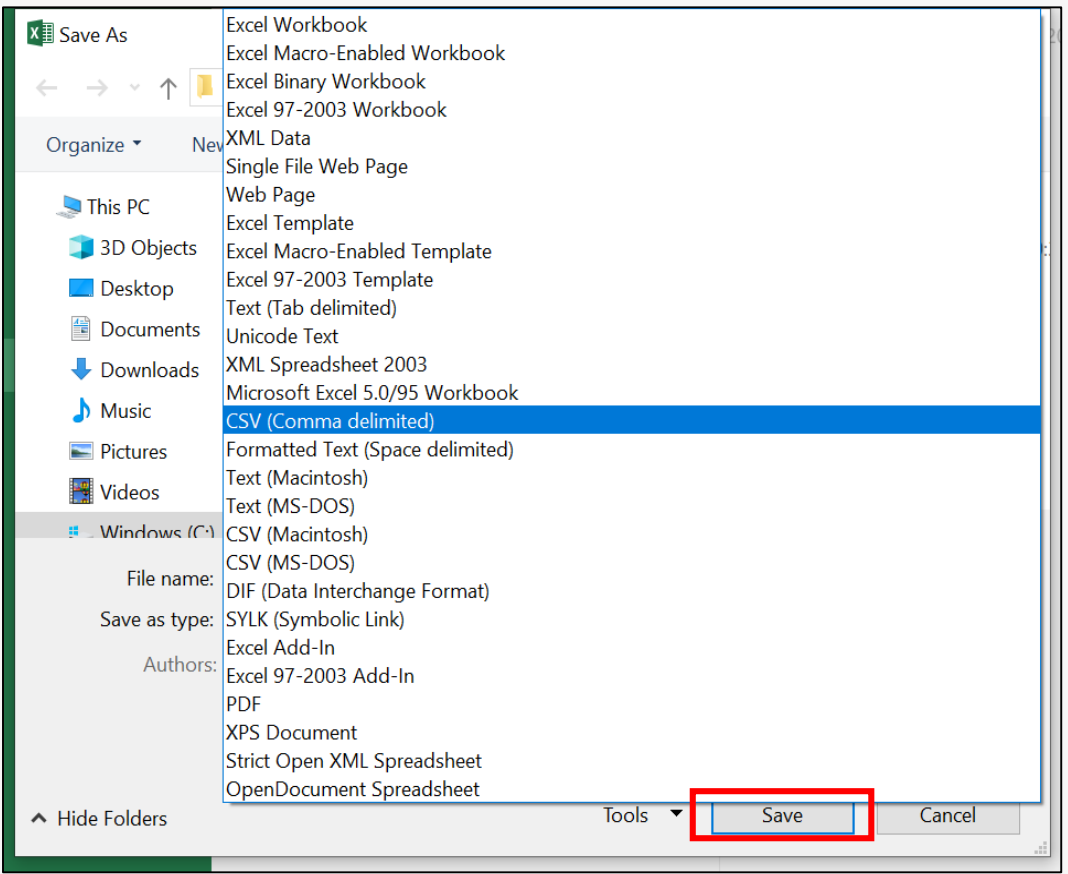 Save As
Organize
New
This PC
3D Objects
Desktop
Documents
Downloads
Music
Pictures
Videos
Windows (C:)
File name:
Save as type:
Authors:
Excel Workbook
Excel Macro-Enabled Workbook
Excel Binary Workbook
Excel 97-2003 Workbook
XML Data
Single File Web Page
Web Page
Excel Template
Excel Macro-Enabled Template
Excel 97-2003 Template
Text (Tab delimited)
Unicode Text
XML Spreadsheet 2003
Microsoft Excel 5.0/95 Workbook
CSV (Comma delimited)
Formatted Text (Space delimited)
Text (Macintosh)
Text (MS-DOS)
CSV (Macintosh)
CSV (MS-DOS)
DIF (Data Interchange Format)
SYLK (Symbolic Link)
Excel Add-In
Excel 97-2003 Add-In
PDF
XPS Document
Strict Open XML Spreadsheet
OpenDocument Spreadsheet
Hide Folders
Tools
Save
Cancel